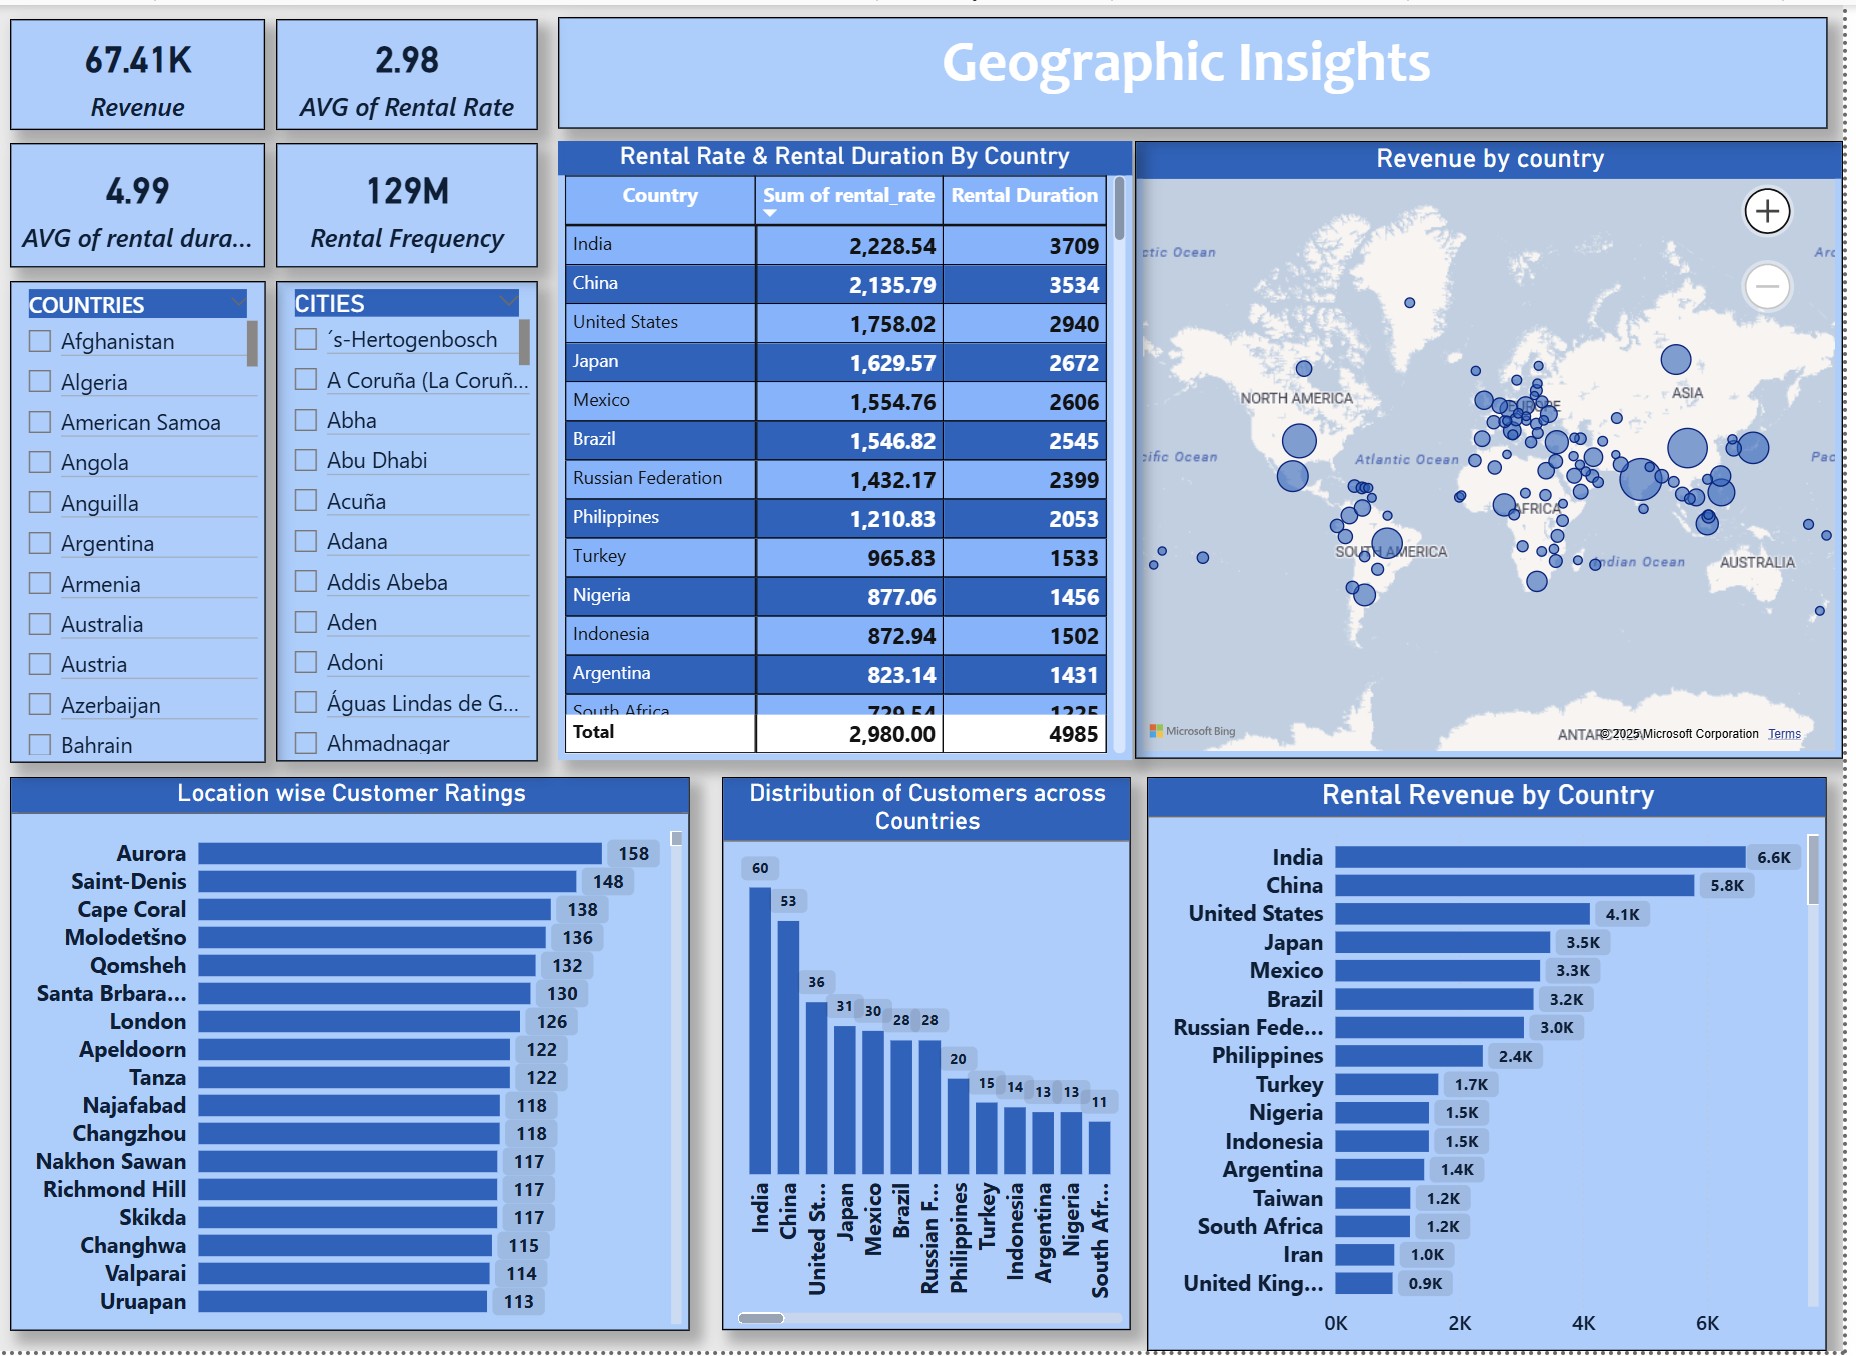 67.41K
Revenue
2.98
AVG of Rental Rate
Geographic Insights
4.99
AVG of rental dura...
129M
Rental Frequency
COUNTRIES
Afghanistan
Algeria
American Samoa
Angola
Anguilla
Argentina
Armenia
Australia
Austria
Azerbaijan
Bahrain
CITIES
´s-Hertogenbosch
A Coruña (La Coruñ...
Abha
Abu Dhabi
Acuña
Adana
Addis Abeba
Aden
Adoni
Águas Lindas de G...
Ahmadnagar
Rental Rate & Rental Duration By Country
Country Sum of rental_rate Rental Duration
India 2,228.54 3709
China 2,135.79 3534
United States 1,758.02 2940
Japan 1,629.57 2672
Mexico 1,554.76 2606
Brazil 1,546.82 2545
Russian Federation 1,432.17 2399
Philippines 1,210.83 2053
Turkey 965.83 1533
Nigeria 877.06 1456
Indonesia 872.94 1502
Argentina 823.14 1431
South Africa 729.54 1225
Total 2,980.00 4985
Revenue by country
ctic Ocean
Arc
NORTH AMERICA
EUROPE
ASIA
cific Ocean
Atlantic Ocean
Pac
AFRICA
SOUTH AMERICA
Indian Ocean
AUSTRALIA
Microsoft Bing
© 2025 Microsoft Corporation Terms
Location wise Customer Ratings
Aurora 158
Saint-Denis 148
Cape Coral 138
Molodetšno 136
Qomsheh 132
Santa Brbara... 130
London 126
Apeldoorn 122
Tanza 122
Najafabad 118
Changzhou 118
Nakhon Sawan 117
Richmond Hill 117
Skikda 117
Changhwa 115
Valparai 114
Uruapan 113
Distribution of Customers across
Countries
60
53
36
31
30
28
28
20
15
14
13
13
11
India
China
United St...
Japan
Mexico
Brazil
Russian F...
Philippines
Turkey
Indonesia
Argentina
Nigeria
South Afr...
Rental Revenue by Country
India 6.6K
China 5.8K
United States 4.1K
Japan 3.5K
Mexico 3.3K
Brazil 3.2K
Russian Fede... 3.0K
Philippines 2.4K
Turkey 1.7K
Nigeria 1.5K
Indonesia 1.5K
Argentina 1.4K
Taiwan 1.2K
South Africa 1.2K
Iran 1.0K
United King... 0.9K
0K 2K 4K 6K